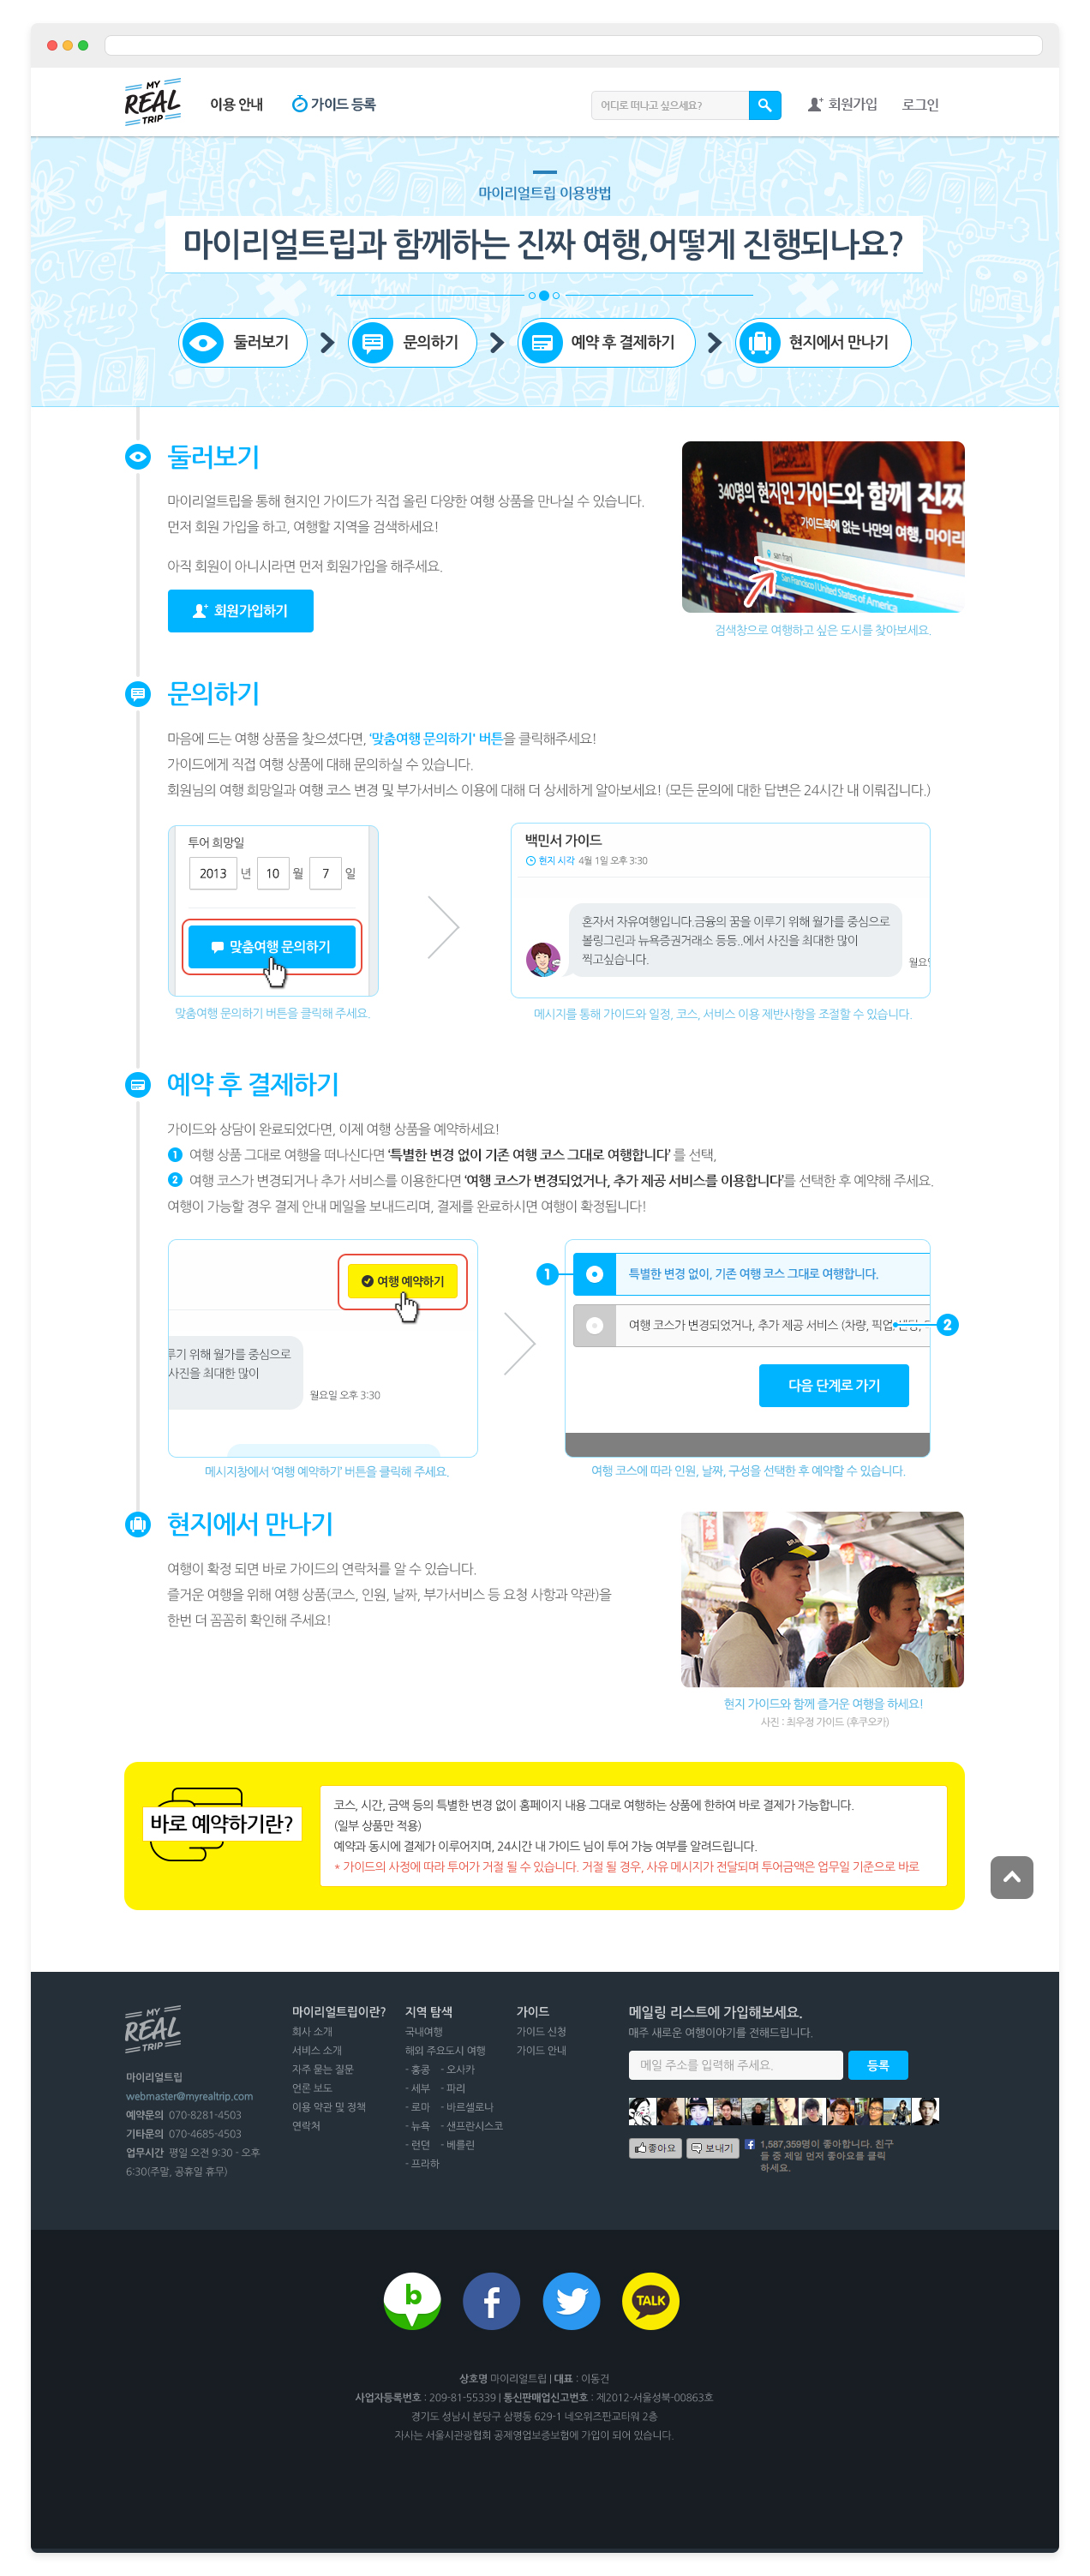 MY
REAL
TRIP
이용 안내
가이드 등록
어디로 떠나고 싶으세요?
회원가입
로그인
마이리얼트립 이용방법
마이리얼트립과 함께하는 진짜 여행,어떻게 진행되나요?
둘러보기
문의하기
예약 후 결제하기
현지에서 만나기
둘러보기
마이리얼트립을 통해 현지인 가이드가 직접 올린 다양한 여행 상품을 만나실 수 있습니다.
먼저 회원 가입을 하고, 여행할 지역을 검색하세요!
아직 회원이 아니시라면 먼저 회원가입을 해주세요.
회원가입하기
340명의 현지인 가이드와 함께 진짜
가이드북에 없는 나만의 여행, 마이리
san frani
San Francisco | United States of America
검색창으로 여행하고 싶은 도시를 찾아보세요.
문의하기
마음에 드는 여행 상품을 찾으셨다면, '맞춤여행 문의하기' 버튼을 클릭해주세요!
가이드에게 직접 여행 상품에 대해 문의하실 수 있습니다.
회원님의 여행 희망일과 여행 코스 변경 및 부가서비스 이용에 대해 더 상세하게 알아보세요! (모든 문의에 대한 답변은 24시간 내 이뤄집니다.)
투어 희망일
2013 년 10 월 7 일
맞춤여행 문의하기
맞춤여행 문의하기 버튼을 클릭해 주세요.
백민서 가이드
현지 시각 4월 1일 오후 3:30
혼자서 자유여행입니다.금융의 꿈을 이루기 위해 월가를 중심으로
볼링그린과 뉴욕증권거래소 등등..에서 사진을 최대한 많이
찍고싶습니다.
월요일
메시지를 통해 가이드와 일정, 코스, 서비스 이용 제반사항을 조절할 수 있습니다.
예약 후 결제하기
가이드와 상담이 완료되었다면, 이제 여행 상품을 예약하세요!
1 여행 상품 그대로 여행을 떠나신다면 '특별한 변경 없이 기존 여행 코스 그대로 여행합니다' 를 선택,
2 여행 코스가 변경되거나 추가 서비스를 이용한다면 '여행 코스가 변경되었거나, 추가 제공 서비스를 이용합니다'를 선택한 후 예약해 주세요.
여행이 가능할 경우 결제 안내 메일을 보내드리며, 결제를 완료하시면 여행이 확정됩니다!
여행 예약하기
루기 위해 월가를 중심으로
사진을 최대한 많이
월요일 오후 3:30
메시지창에서 '여행 예약하기' 버튼을 클릭해 주세요.
1
특별한 변경 없이, 기존 여행 코스 그대로 여행합니다.
여행 코스가 변경되었거나, 추가 제공 서비스 (차량, 픽업,
2
다음 단계로 가기
여행 코스에 따라 인원, 날짜, 구성을 선택한 후 예약할 수 있습니다.
현지에서 만나기
여행이 확정 되면 바로 가이드의 연락처를 알 수 있습니다.
즐거운 여행을 위해 여행 상품(코스, 인원, 날짜, 부가서비스 등 요청 사항과 약관)을
한번 더 꼼꼼히 확인해 주세요!
현지 가이드와 함께 즐거운 여행을 하세요!
사진 : 최우정 가이드 (후쿠오카)
바로 예약하기란?
코스, 시간, 금액 등의 특별한 변경 없이 홈페이지 내용 그대로 여행하는 상품에 한하여 바로 결제가 가능합니다.
(일부 상품만 적용)
예약과 동시에 결제가 이루어지며, 24시간 내 가이드 님이 투어 가능 여부를 알려드립니다.
* 가이드의 사정에 따라 투어가 거절 될 수 있습니다. 거절 될 경우, 사유 메시지가 전달되며 투어금액은 업무일 기준으로 바로
MY
REAL
TRIP
마이리얼트립
webmaster@myrealtrip.com
예약문의 070-8281-4503
기타문의 070-4685-4503
업무시간 평일 오전 9:30 - 오후
6:30(주말, 공휴일 휴무)
마이리얼트립이란?
회사 소개
서비스 소개
자주 묻는 질문
언론 보도
이용 약관 및 정책
연락처
지역 탐색
국내여행
해외 주요도시 여행
- 홍콩 - 오사카
- 세부 - 파리
- 로마 - 바르셀로나
- 뉴욕 - 샌프란시스코
- 런던 - 베를린
- 프라하
가이드
가이드 신청
가이드 안내
메일링 리스트에 가입해보세요.
매주 새로운 여행이야기를 전해드립니다.
메일 주소를 입력해 주세요.
등록
좋아요
보내기
1,587,359명이 좋아합니다. 친구
들 중 제일 먼저 좋아요를 클릭
하세요.
b
f
TALK
상호명 마이리얼트립 | 대표 : 이동건
사업자등록번호 : 209-81-55339 | 통신판매업신고번호 : 제2012-서울성북-00863호
경기도 성남시 분당구 삼평동 629-1 네오위즈판교타워 2층
자사는 서울시관광협회 공제영업보증보험에 가입이 되어 있습니다.